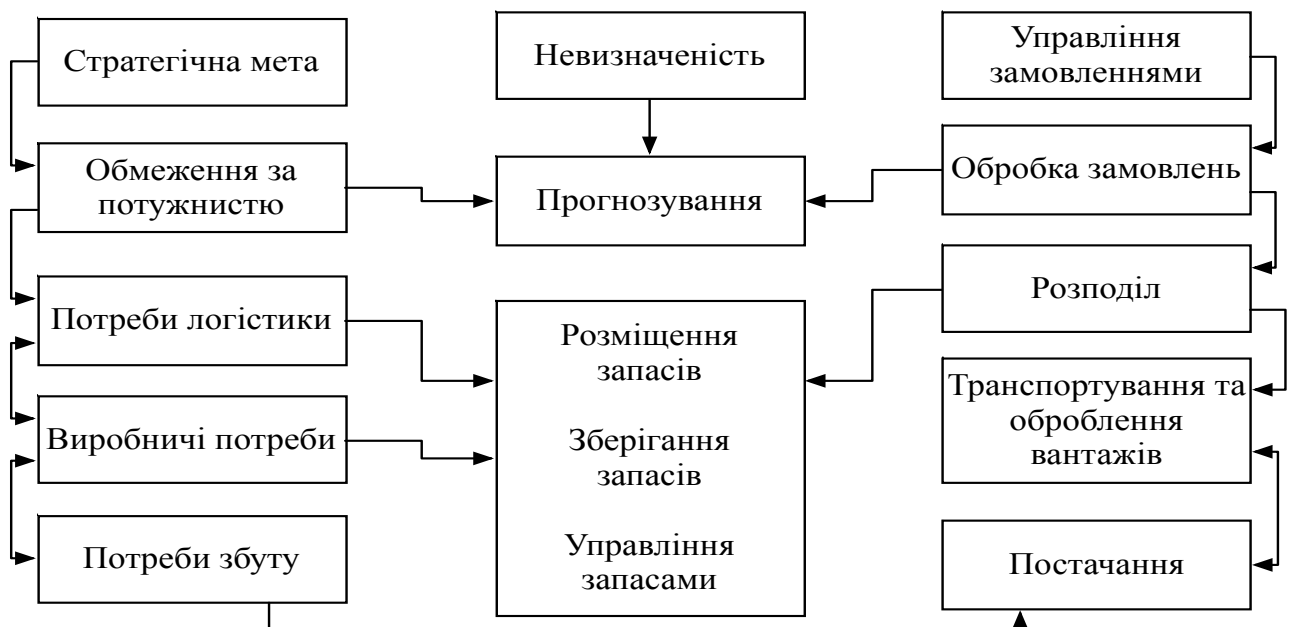 Стратегічна мета
Обмеження за
потужнистю
Потреби логістики
Виробничі потреби
Потреби збуту
Невизначеність
Прогнозування
Розміщення
запасів
Зберігання
запасів
Управління
запасами
Управління
замовленнями
Обробка замовлень
Розподіл
Транспортування та
оброблення
вантажів
Постачання